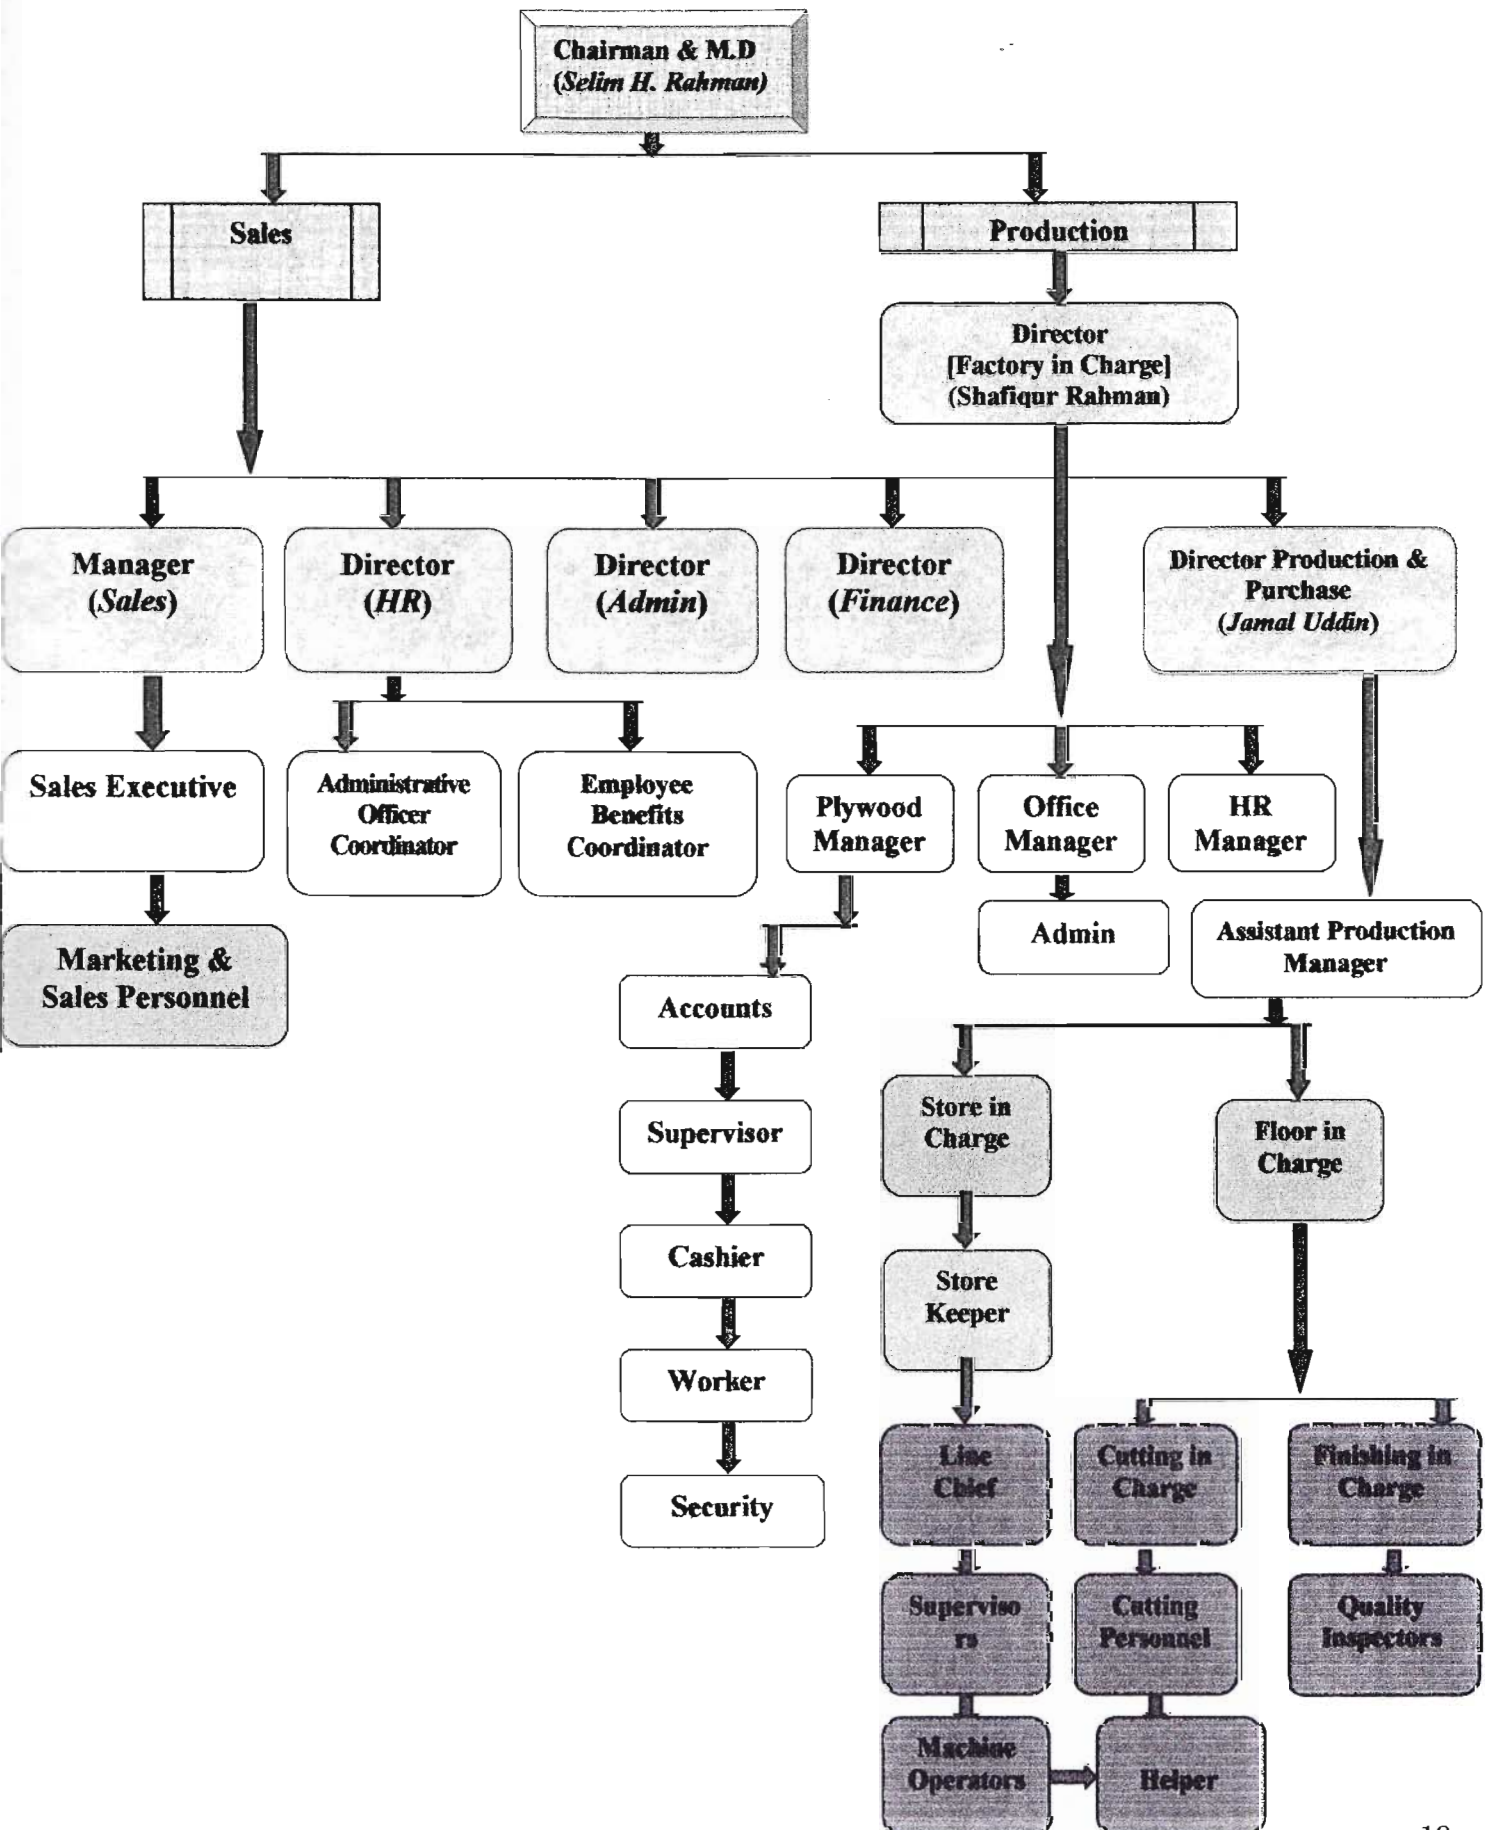 Chairman & M.D
(Selim H. Rahman)
Sales
Production
Director
[Factory in Charge]
(Shafiqur Rahman)
Manager
(Sales)
Director
(HR)
Director
(Admin)
Director
(Finance)
Director Production &
Purchase
(Jamal Uddin)
Sales Executive
Administrative
Officer
Coordinator
Employee
Benefits
Coordinator
Plywood
Manager
Office
Manager
HR
Manager
Marketing &
Sales Personnel
Admin
Assistant Production
Manager
Accounts
Supervisor
Cashier
Worker
Security
Store in
Charge
Floor in
Charge
Store
Keeper
Line
Chief
Cutting in
Charge
Finishing in
Charge
Superviso
rs
Cutting
Personnel
Quality
Inspectors
Machine
Operators
Helper